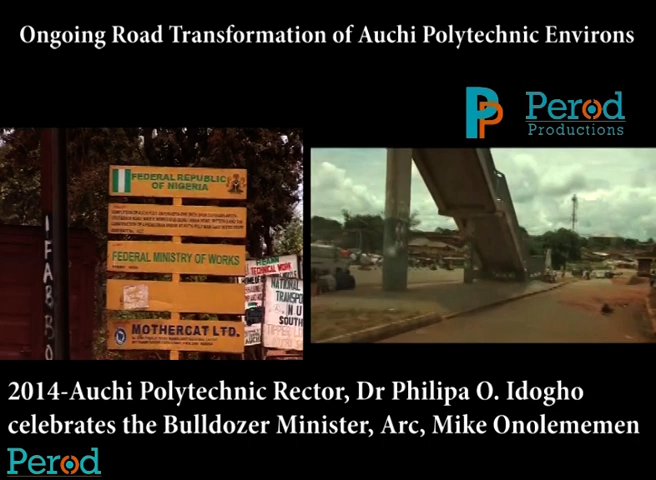 Ongoing Road Transformation of Auchi Polytechnic Environs
PP
Perod
Productions
FEDERAL REPUBLIC
OF NIGERIA
FEDERAL MINISTRY OF WORKS
MOTHERCAT LTD.
TECHNICAL WORK
NATIONAL
TRANSPO
N U
SOUTH
2014-Auchi Polytechnic Rector, Dr Philipa O. Idogho
celebrates the Bulldozer Minister, Arc, Mike Onolememen
Perod